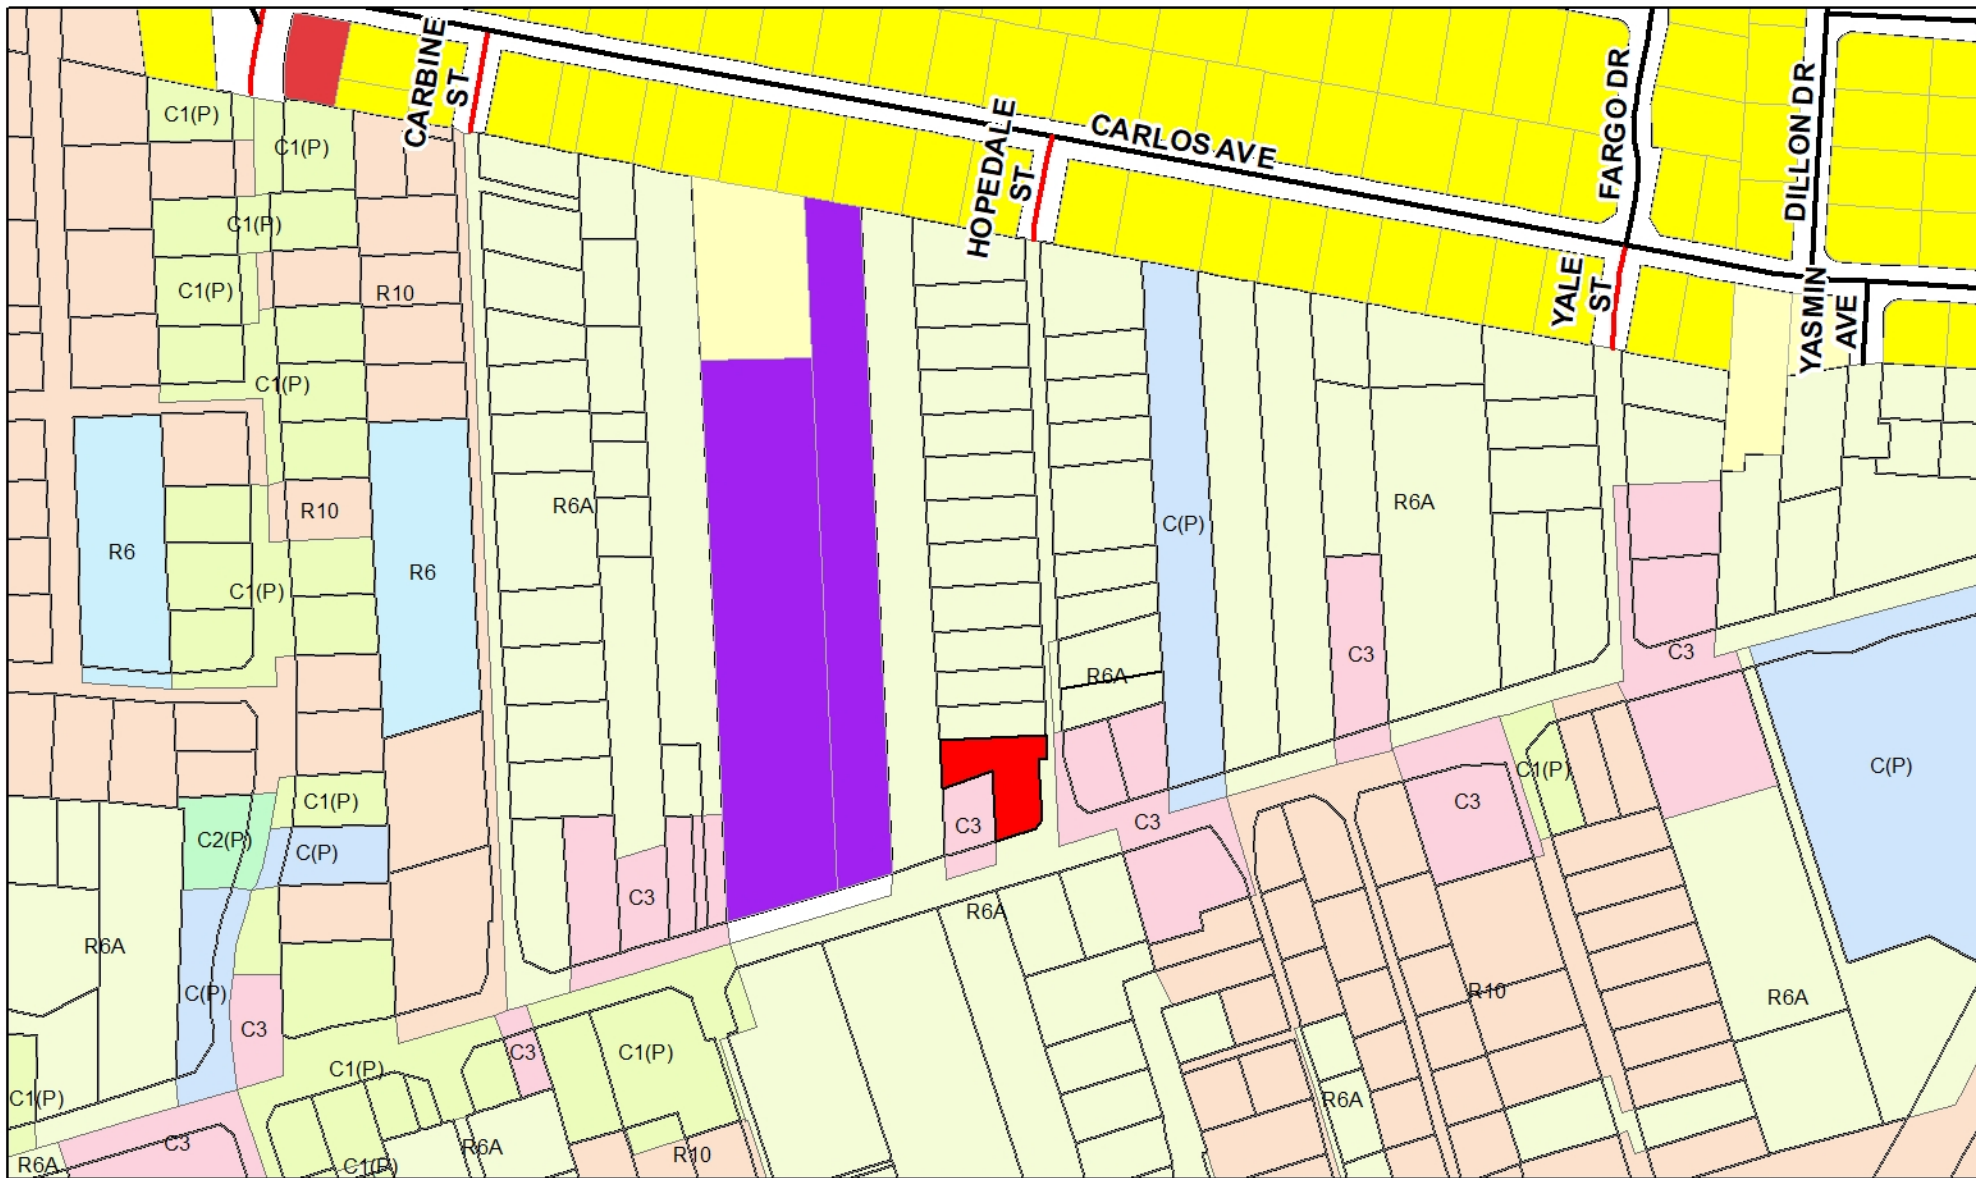 CARBINE
ST
C1(P)
C1(P)
HOPEDALE
ST
CARLOS AVE
FARGO DR
DILLON DR
C1(P)
C1(P)
R10
YALE
ST
YASMIN
AVE
C1(P)
R10
R6A
C(P)
R6A
R6
R6
C1(P)
C3
C3
R6A
C1(P)
C(P)
C1(P)
C3
C3
C2(P)
C(P)
C3
C3
R6A
R6A
C(P)
R10
R6A
C3
C1(P)
C3
C1(P)
R6A
C1(P)
C3
R6A
R10
R6A
C1(P)